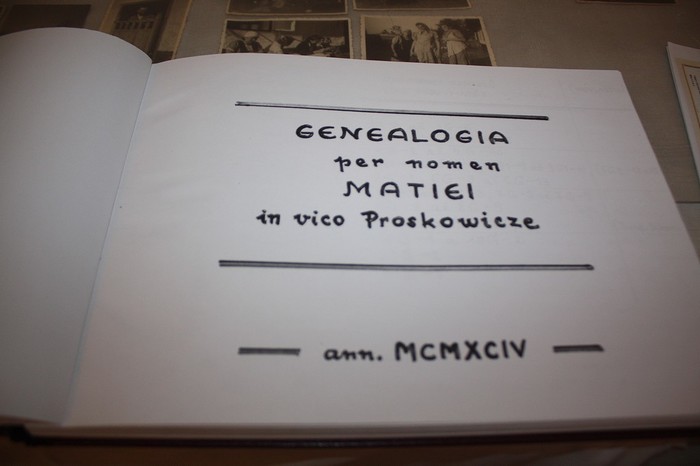 GENEALOGIA
per nomen
MATIEI
in vico Proskowicze
ann. MCMXCIV